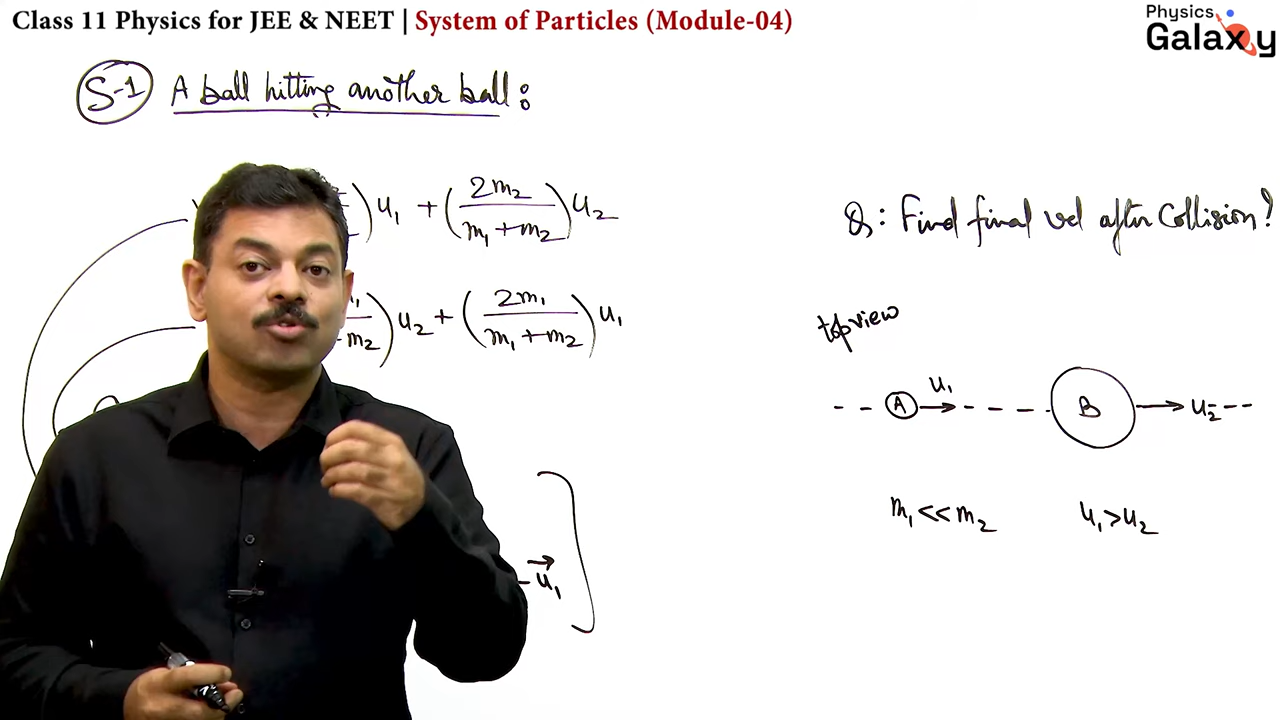 Class 11 Physics for JEE & NEET | System of Particles (Module-04)
Physics
Galaxy
S-1 A ball hitting another ball :
)u₁ + (2m₂/(m₁+m₂))u₂
)u₂ + (2m₁/(m₁+m₂))u₁
-u₁
Q: Find final vel after collision?
top view
A u₁ B u₂
m₁ << m₂ u₁ > u₂